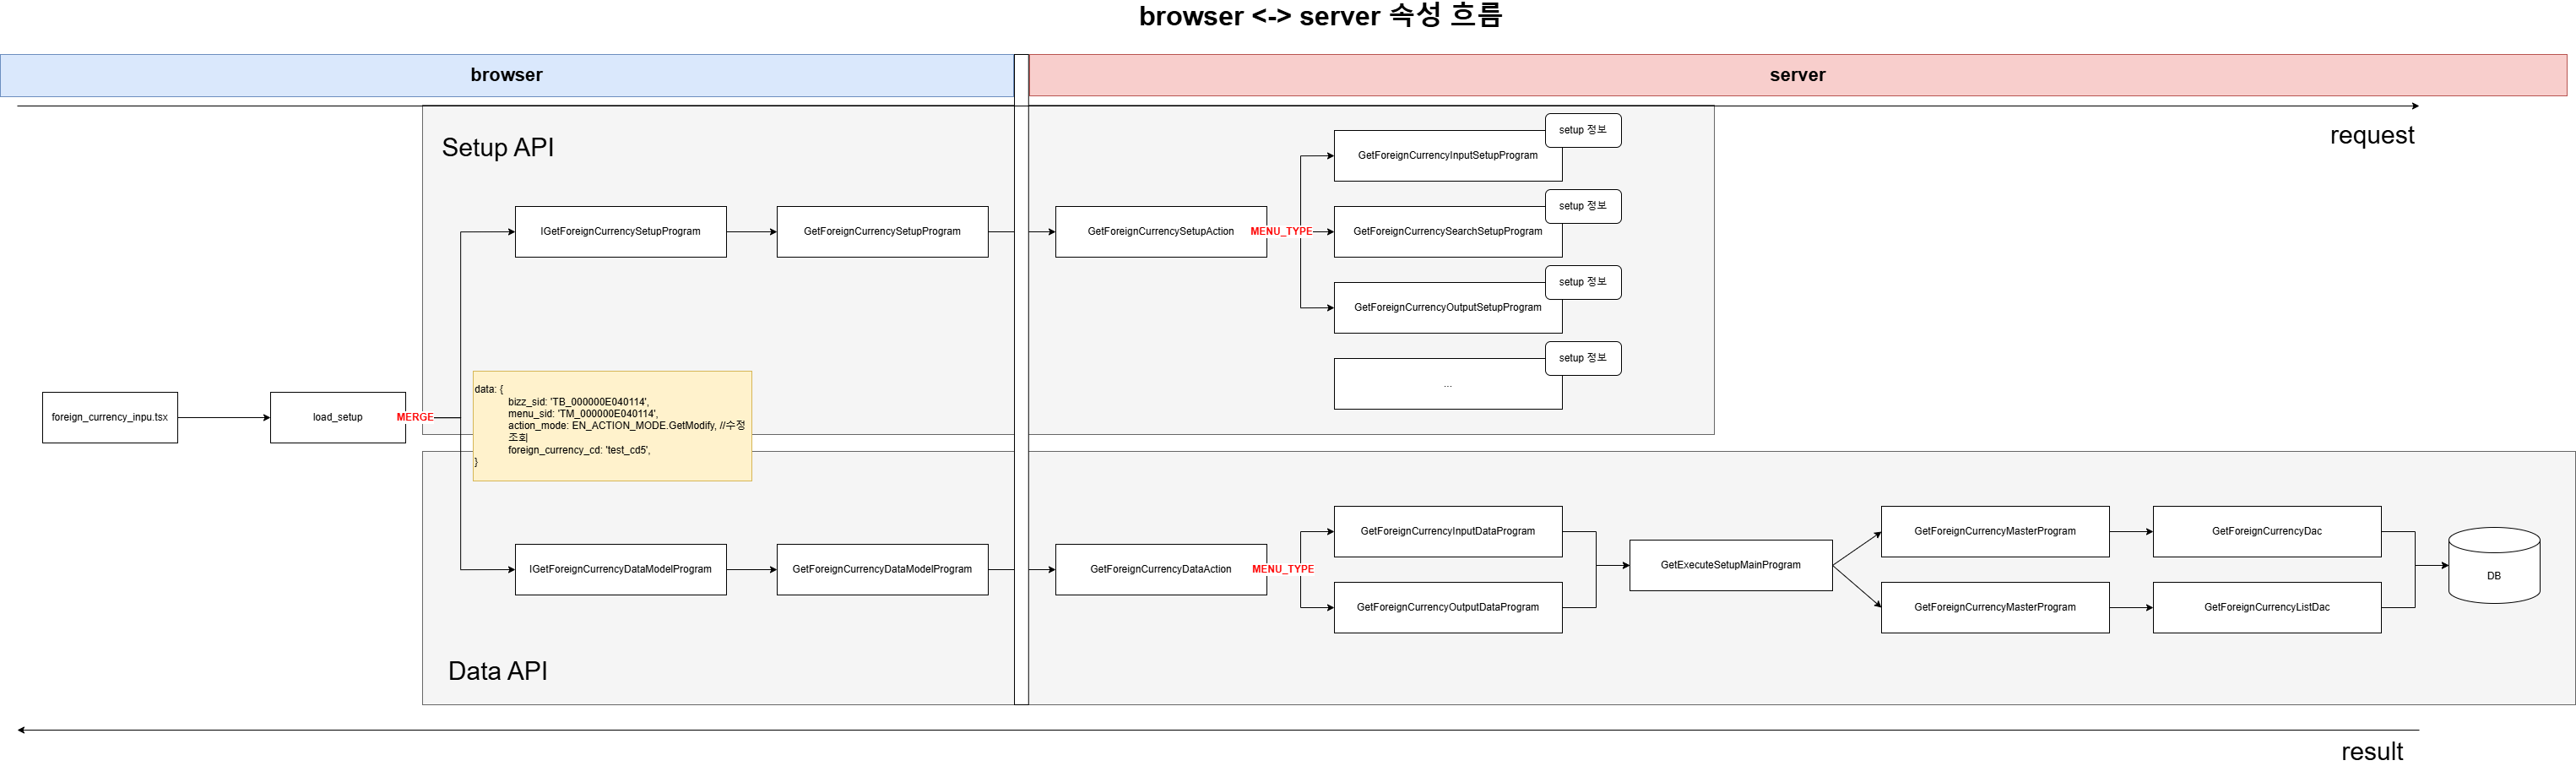 browser <-> server 속성 흐름
browser
server
request
Setup API
setup 정보
GetForeignCurrencyInputSetupProgram
setup 정보
IGetForeignCurrencySetupProgram
GetForeignCurrencySetupProgram
GetForeignCurrencySetupAction
MENU_TYPE
GetForeignCurrencySearchSetupProgram
setup 정보
GetForeignCurrencyOutputSetupProgram
setup 정보
...
foreign_currency_inpu.tsx
load_setup
MERGE
data: {
bizz_sid: 'TB_000000E040114',
menu_sid: 'TM_000000E040114',
action_mode: EN_ACTION_MODE.GetModify, //수정
조회
foreign_currency_cd: 'test_cd5',
}
IGetForeignCurrencyDataModelProgram
GetForeignCurrencyDataModelProgram
GetForeignCurrencyDataAction
MENU_TYPE
GetForeignCurrencyInputDataProgram
GetForeignCurrencyOutputDataProgram
GetExecuteSetupMainProgram
GetForeignCurrencyMasterProgram
GetForeignCurrencyDac
GetForeignCurrencyMasterProgram
GetForeignCurrencyListDac
DB
Data API
result